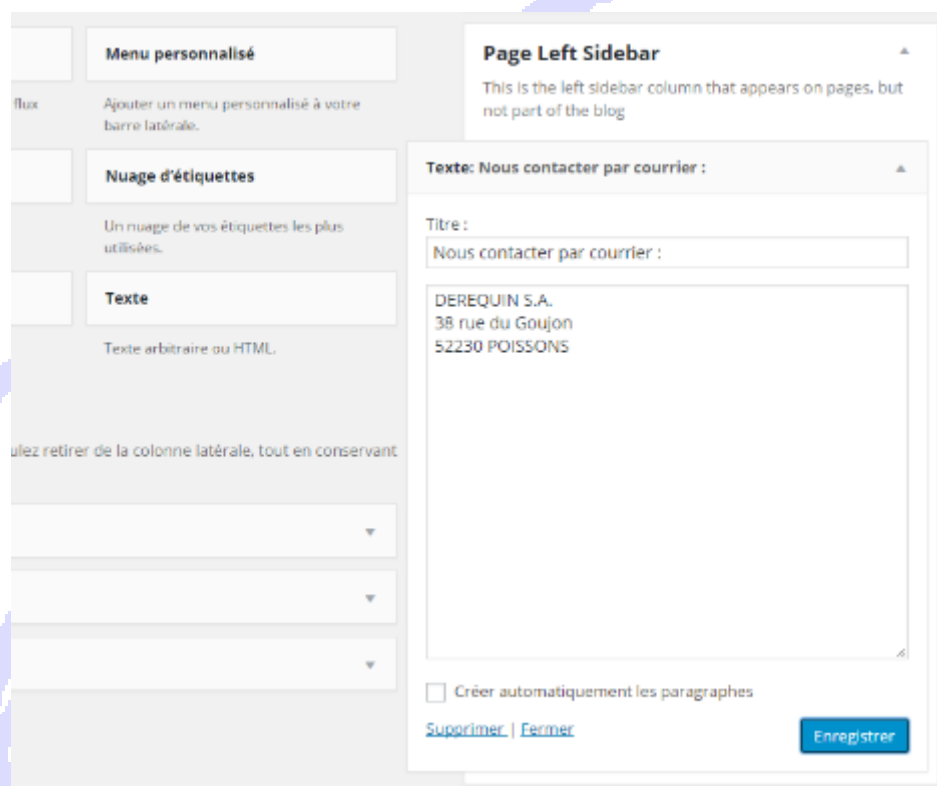 Menu personnalisé
flux
Ajouter un menu personnalisé à votre
barre latérale.
Nuage d'étiquettes
Un nuage de vos étiquettes les plus
utilisées.
Texte
Texte arbitraire ou HTML.
ulez retirer de la colonne latérale, tout en conservant
Page Left Sidebar
This is the left sidebar column that appears on pages, but
not part of the blog
Texte: Nous contacter par courrier :
Titre :
Nous contacter par courrier :
DEREQUIN S.A.
38 rue du Goujon
52230 POISSONS
Créer automatiquement les paragraphes
Supprimer | Fermer
Enregistrer